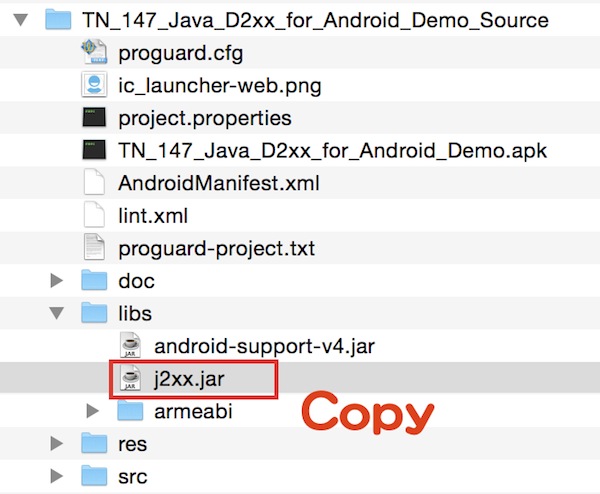 TN_147_Java_D2xx_for_Android_Demo_Source
proguard.cfg
ic_launcher-web.png
project.properties
TN_147_Java_D2xx_for_Android_Demo.apk
AndroidManifest.xml
lint.xml
proguard-project.txt
doc
libs
android-support-v4.jar
j2xx.jar
armeabi
Copy
res
src